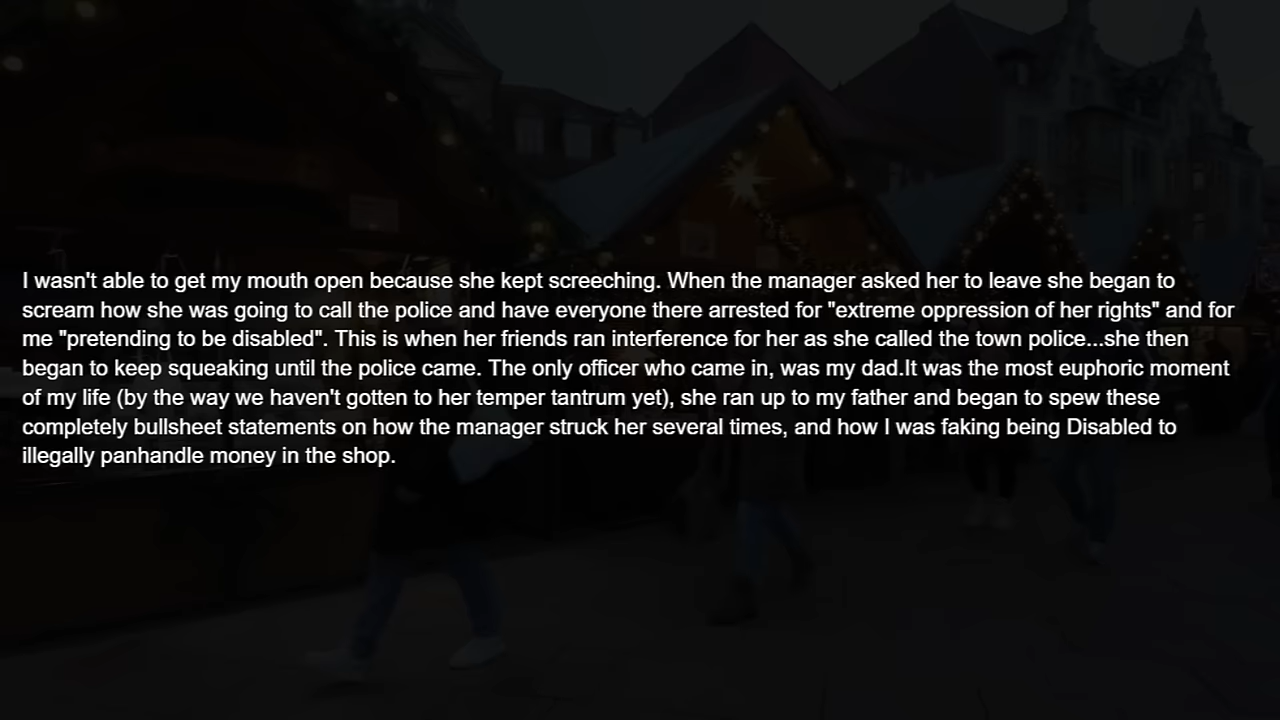 I wasn't able to get my mouth open because she kept screeching. When the manager asked her to leave she began to
scream how she was going to call the police and have everyone there arrested for "extreme oppression of her rights" and for
me "pretending to be disabled". This is when her friends ran interference for her as she called the town police...she then
began to keep squeaking until the police came. The only officer who came in, was my dad.It was the most euphoric moment
of my life (by the way we haven't gotten to her temper tantrum yet), she ran up to my father and began to spew these
completely bullsheet statements on how the manager struck her several times, and how I was faking being Disabled to
illegally panhandle money in the shop.